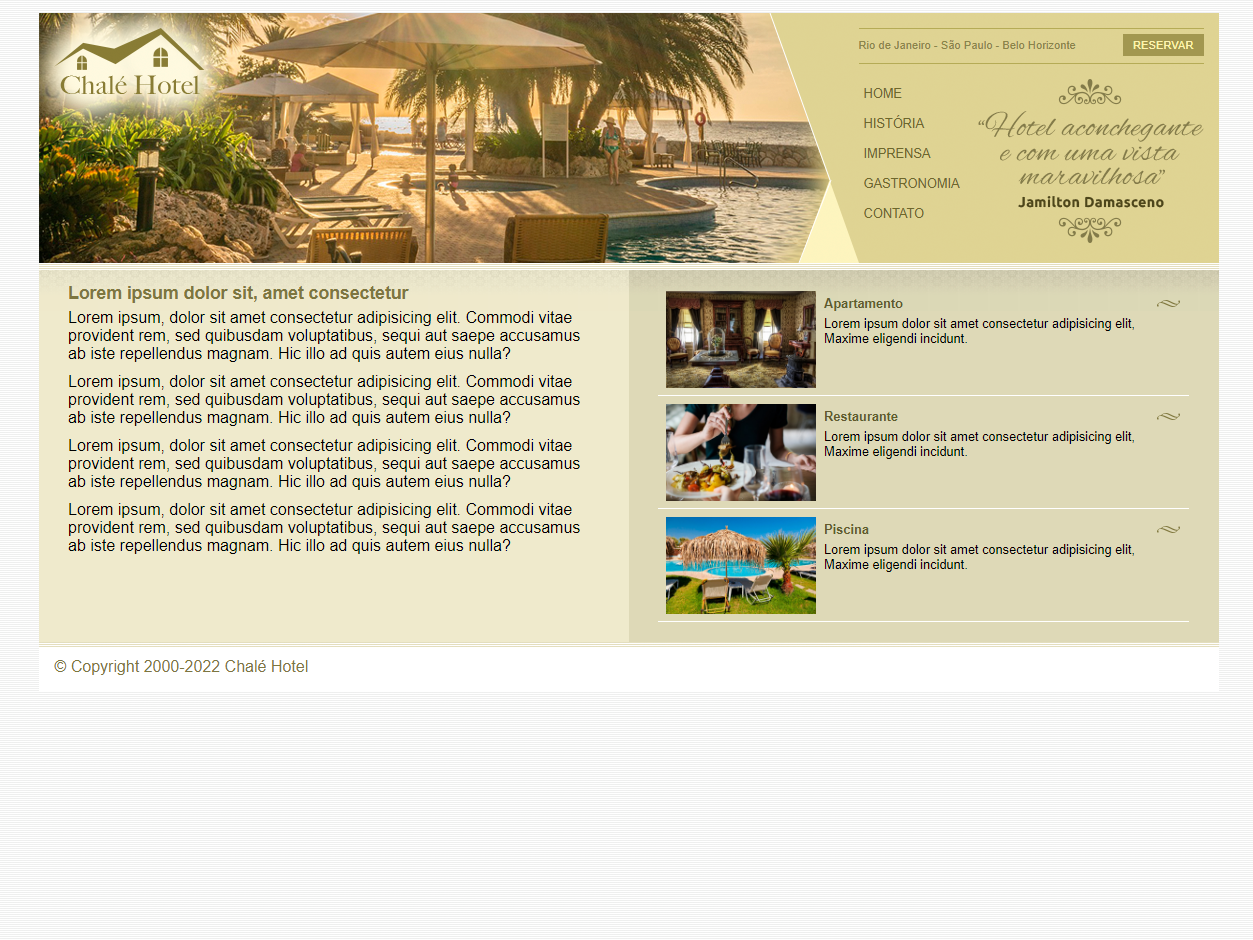 Chalé Hotel
Rio de Janeiro - São Paulo - Belo Horizonte
RESERVAR
HOME
HISTÓRIA
IMPRENSA
GASTRONOMIA
CONTATO
“Hotel aconchegante
e com uma vista
maravilhosa”
Jamilton Damasceno
Lorem ipsum dolor sit, amet consectetur
Lorem ipsum, dolor sit amet consectetur adipisicing elit. Commodi vitae
provident rem, sed quibusdam voluptatibus, sequi aut saepe accusamus
ab iste repellendus magnam. Hic illo ad quis autem eius nulla?
Lorem ipsum, dolor sit amet consectetur adipisicing elit. Commodi vitae
provident rem, sed quibusdam voluptatibus, sequi aut saepe accusamus
ab iste repellendus magnam. Hic illo ad quis autem eius nulla?
Lorem ipsum, dolor sit amet consectetur adipisicing elit. Commodi vitae
provident rem, sed quibusdam voluptatibus, sequi aut saepe accusamus
ab iste repellendus magnam. Hic illo ad quis autem eius nulla?
Lorem ipsum, dolor sit amet consectetur adipisicing elit. Commodi vitae
provident rem, sed quibusdam voluptatibus, sequi aut saepe accusamus
ab iste repellendus magnam. Hic illo ad quis autem eius nulla?
Apartamento
Lorem ipsum dolor sit amet consectetur adipisicing elit,
Maxime eligendi incidunt.
Restaurante
Lorem ipsum dolor sit amet consectetur adipisicing elit,
Maxime eligendi incidunt.
Piscina
Lorem ipsum dolor sit amet consectetur adipisicing elit,
Maxime eligendi incidunt.
© Copyright 2000-2022 Chalé Hotel